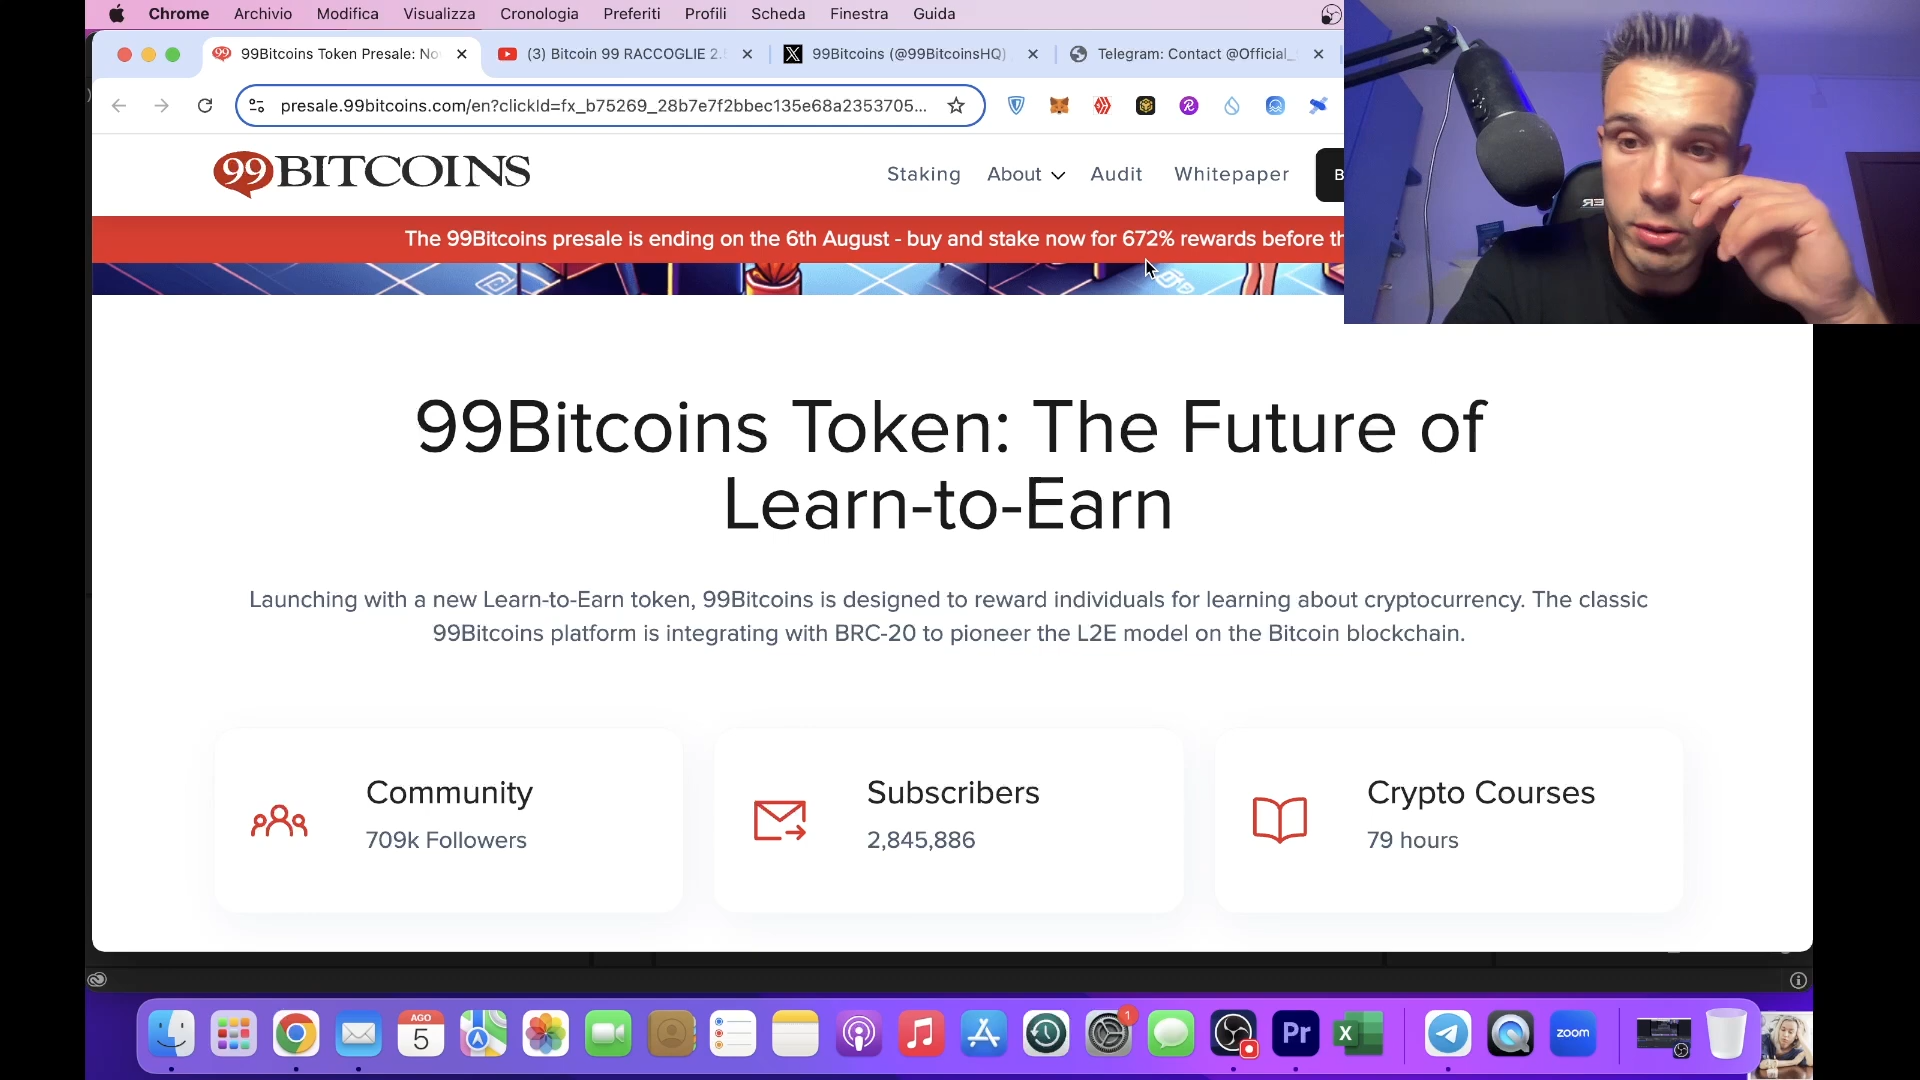 Chrome Archivio Modifica Visualizza Cronologia Preferiti Profili Scheda Finestra Guida
99Bitcoins Token Presale: No
(3) Bitcoin 99 RACCOGLIE 2.
99Bitcoins (@99BitcoinsHQ)
Telegram: Contact @Official_
presale.99bitcoins.com/en?clickId=fx_b75269_28b7e7f2bbec135e68a2353705...
99BITCOINS
Staking About Audit Whitepaper B
The 99Bitcoins presale is ending on the 6th August - buy and stake now for 672% rewards before th
99Bitcoins Token: The Future of
Learn-to-Earn
Launching with a new Learn-to-Earn token, 99Bitcoins is designed to reward individuals for learning about cryptocurrency. The classic
99Bitcoins platform is integrating with BRC-20 to pioneer the L2E model on the Bitcoin blockchain.
Community
709k Followers
Subscribers
2,845,886
Crypto Courses
79 hours
AGO
5
1
Pr
X
zoom